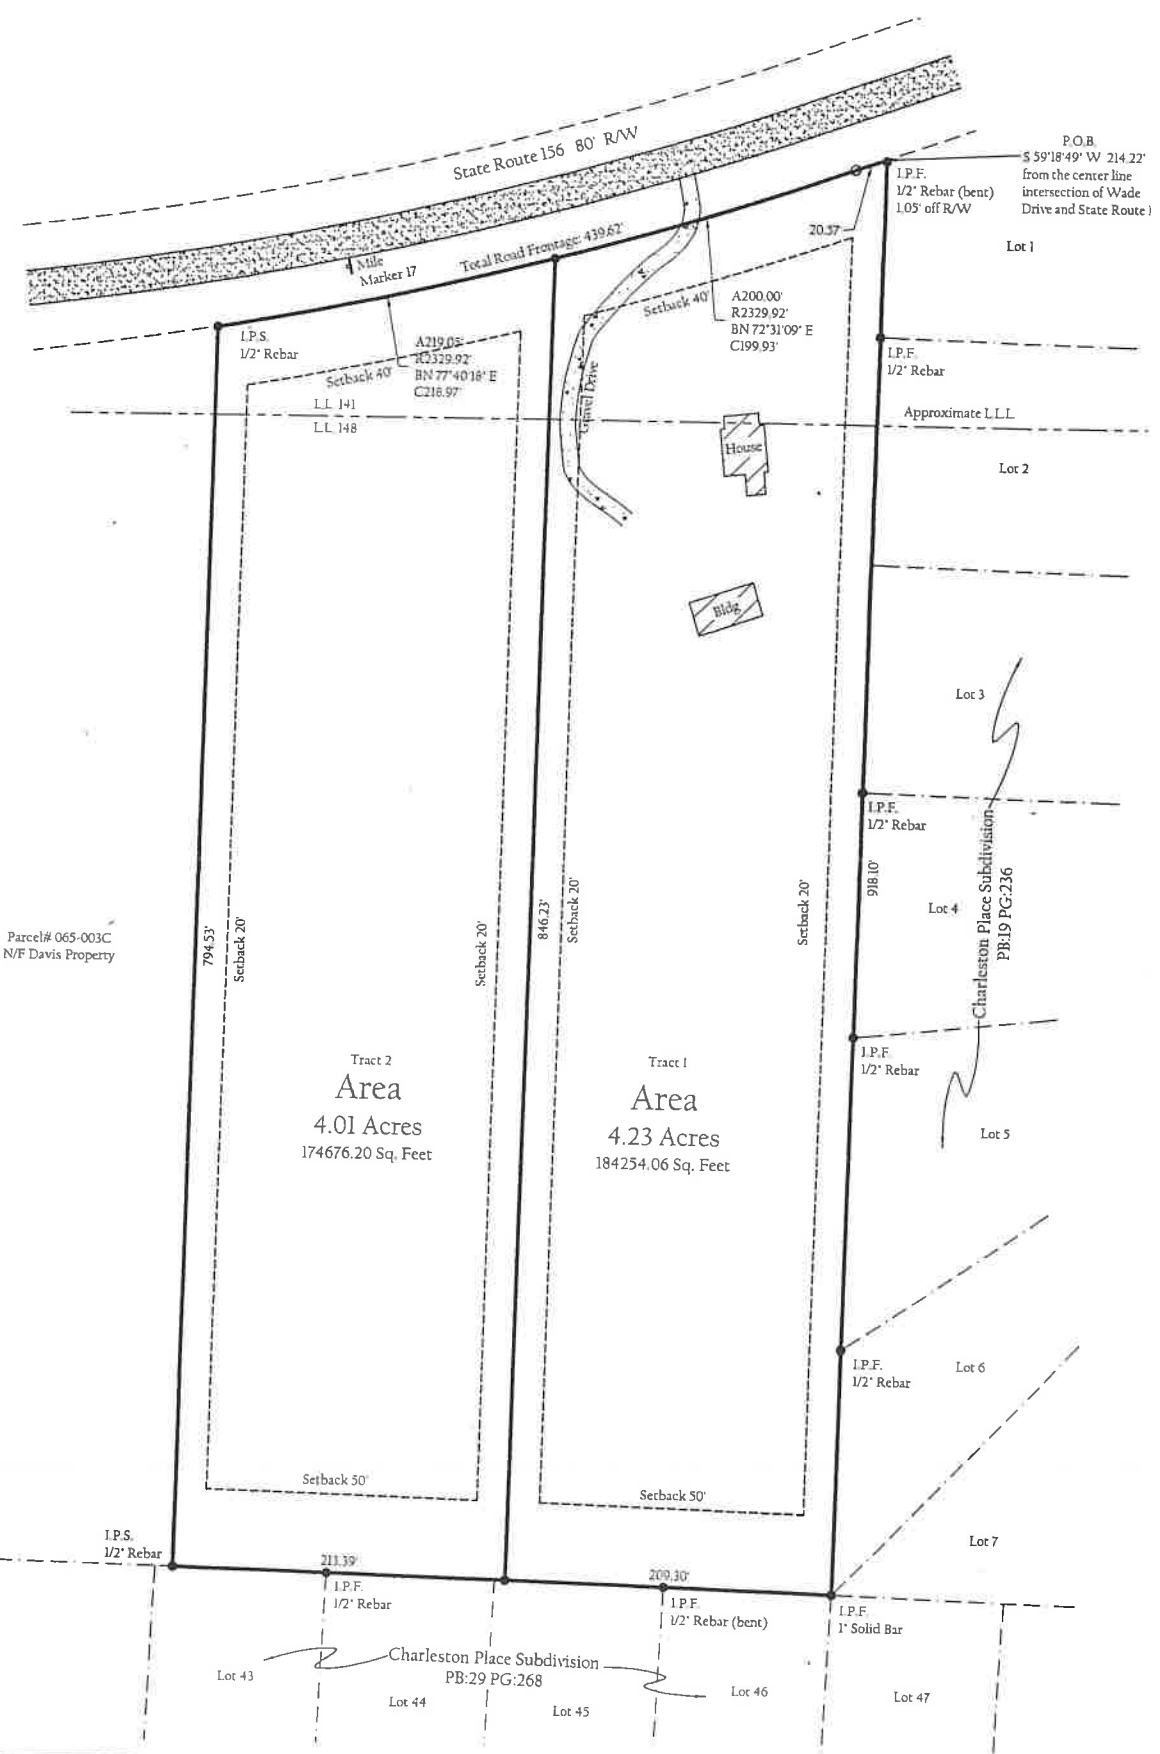 State Route 156 80' R/W
P.O.B.
S 59°18'49" W 214.22'
from the center line
intersection of Wade
Drive and State Route
I.P.F.
1/2" Rebar (bent)
1.05' off R/W
Lot 1
20.57
Mile
Marker 17
Total Road Frontage: 439.62'
I.P.S.
1/2" Rebar
Setback 40'
A219.05'
R2329.92'
BN 77°40'18" E
C218.97'
Setback 40'
A200.00'
R2329.92'
BN 72°31'09" E
C199.93'
I.P.F.
1/2" Rebar
L.L. 141
L.L. 148
Approximate L.L.L.
Gravel Drive
House
Lot 2
Bldg
Lot 3
I.P.F.
1/2" Rebar
918.10'
Lot 4
Charleston Place Subdivision
PB:19 PG:236
Parcel# 065-003C
N/F Davis Property
794.53'
Setback 20'
Setback 20'
846.23'
Setback 20'
Setback 20'
I.P.F.
1/2" Rebar
Lot 5
Tract 2
Area
4.01 Acres
174676.20 Sq. Feet
Tract 1
Area
4.23 Acres
184254.06 Sq. Feet
I.P.F.
1/2" Rebar
Lot 6
Setback 50'
Setback 50'
Lot 7
I.P.S.
1/2" Rebar
213.39'
I.P.F.
1/2" Rebar
209.30'
I.P.F.
1/2" Rebar (bent)
I.P.F.
1" Solid Bar
Charleston Place Subdivision
PB:29 PG:268
Lot 43
Lot 44
Lot 45
Lot 46
Lot 47